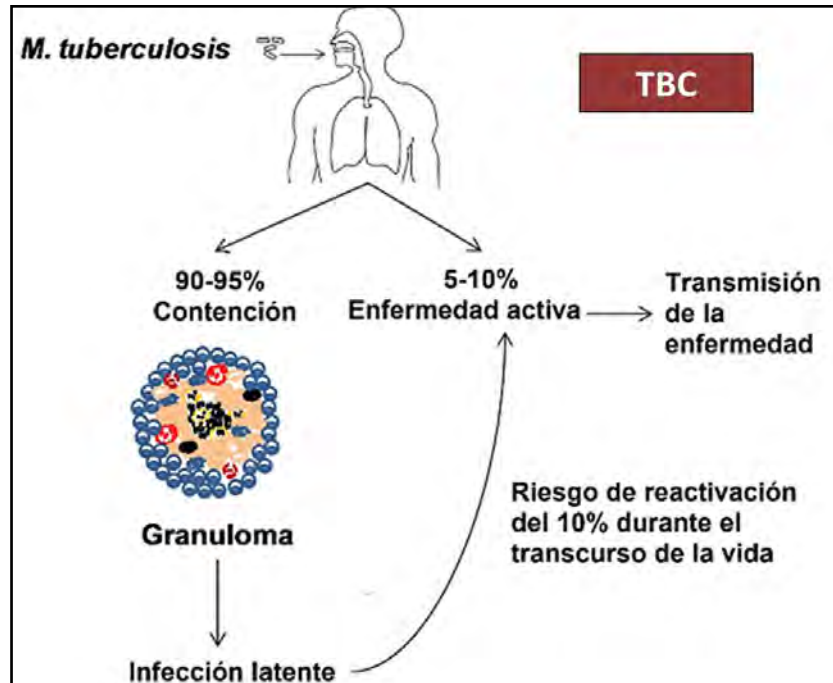 M. tuberculosis
TBC
90-95%
Contención
5-10%
Enfermedad activa
Transmisión
de la
enfermedad
Granuloma
Riesgo de reactivación
del 10% durante el
transcurso de la vida
Infección latente